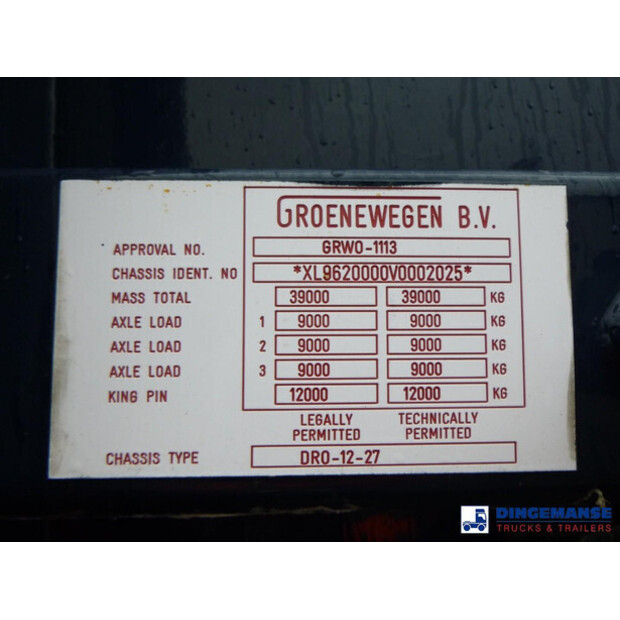 GROENEWEGEN B.V.
APPROVAL NO. GRWO-1113
CHASSIS IDENT. NO *XL9620000V0002025*
MASS TOTAL 39000 39000 KG
AXLE LOAD 1 9000 9000 KG
AXLE LOAD 2 9000 9000 KG
AXLE LOAD 3 9000 9000 KG
KING PIN 12000 12000 KG
LEGALLY TECHNICALLY
PERMITTED PERMITTED
CHASSIS TYPE DRO-12-27
DINGEMANSE
TRUCKS & TRAILERS